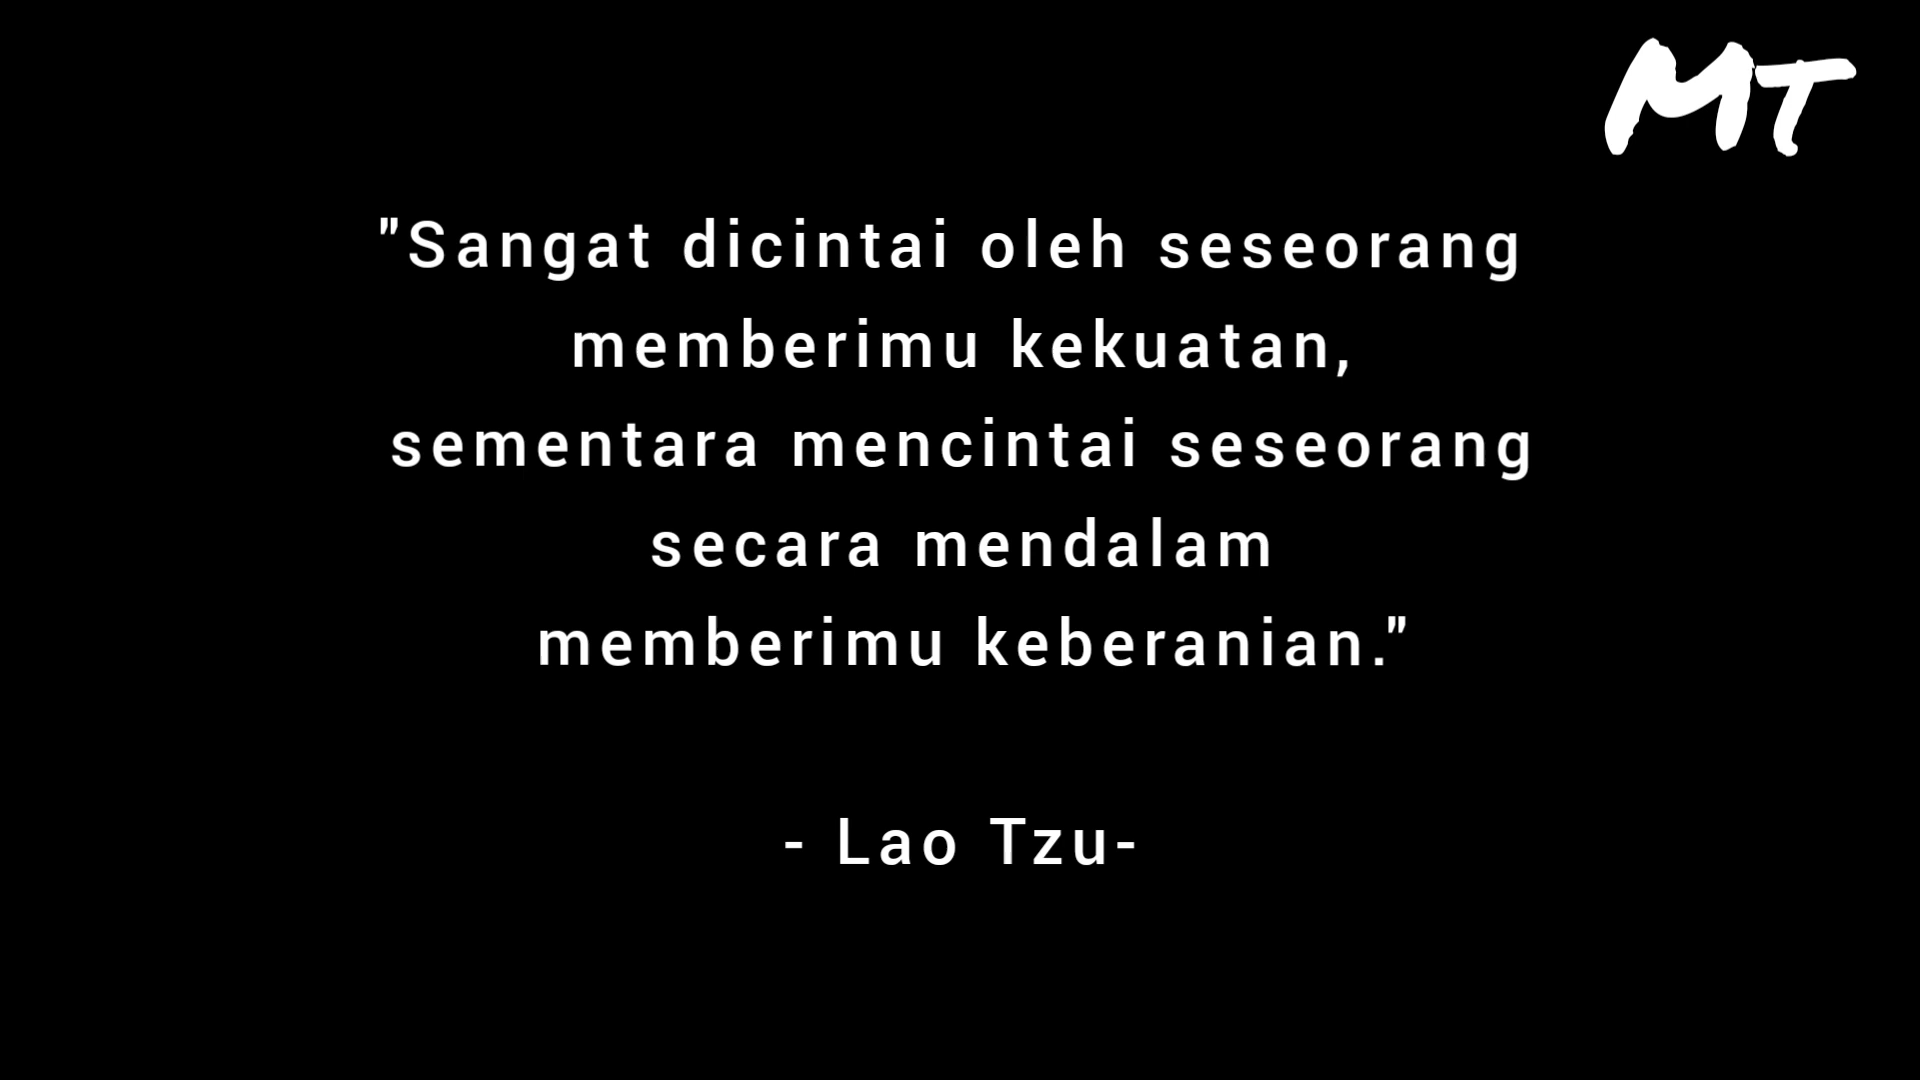 MT
"Sangat dicintai oleh seseorang
memberimu kekuatan,
sementara mencintai seseorang
secara mendalam
memberimu keberanian."
- Lao Tzu-